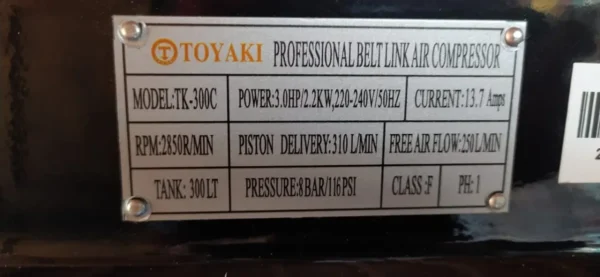 TOYAKI PROFESSIONAL BELT LINK AIR COMPRESSOR
MODEL:TK-300C POWER:3.0HP/2.2KW,220-240V/50HZ CURRENT:13.7 Amps
RPM:2850R/MIN PISTON DELIVERY:310 L/MIN FREE AIR FLOW:250L/MIN
TANK: 300 LT PRESSURE:8 BAR/116 PSI CLASS :F PH: 1
2